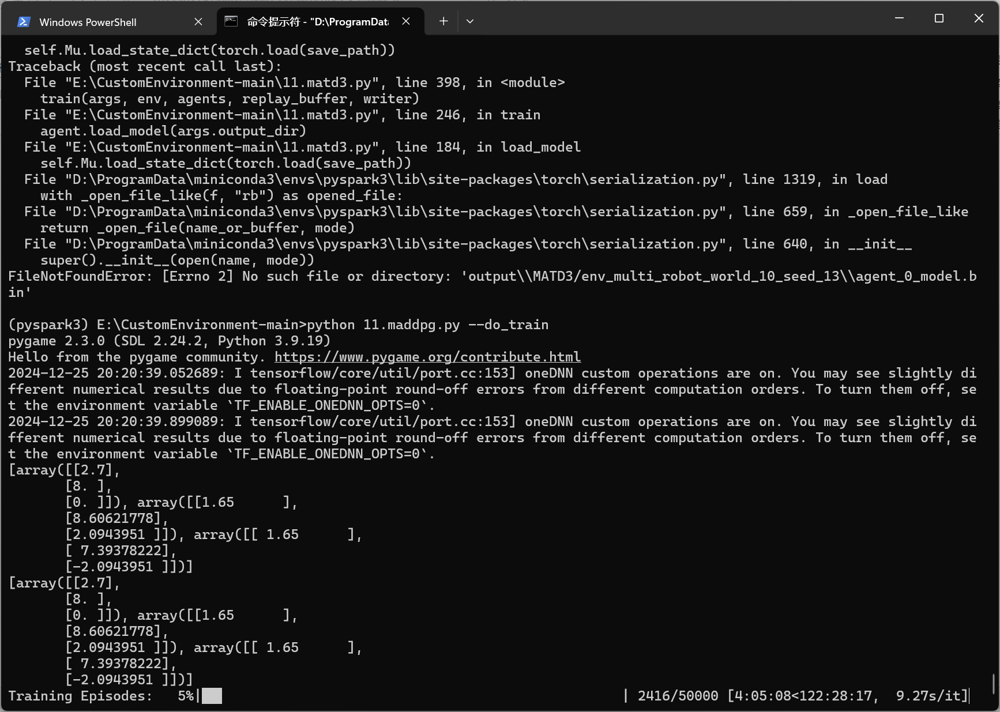 Windows PowerShell
命令提示符 - "D:\ProgramData
self.Mu.load_state_dict(torch.load(save_path))
Traceback (most recent call last):
  File "E:\CustomEnvironment-main\11.matd3.py", line 398, in <module>
    train(args, env, agents, replay_buffer, writer)
  File "E:\CustomEnvironment-main\11.matd3.py", line 246, in train
    agent.load_model(args.output_dir)
  File "E:\CustomEnvironment-main\11.matd3.py", line 184, in load_model
    self.Mu.load_state_dict(torch.load(save_path))
  File "D:\ProgramData\miniconda3\envs\pyspark3\lib\site-packages\torch\serialization.py", line 1319, in load
    with _open_file_like(f, "rb") as opened_file:
  File "D:\ProgramData\miniconda3\envs\pyspark3\lib\site-packages\torch\serialization.py", line 659, in _open_file_like
    return _open_file(name_or_buffer, mode)
  File "D:\ProgramData\miniconda3\envs\pyspark3\lib\site-packages\torch\serialization.py", line 640, in __init__
    super().__init__(open(name, mode))
FileNotFoundError: [Errno 2] No such file or directory: 'output\\MATD3/env_multi_robot_world_10_seed_13\\agent_0_model.b
in'
(pyspark3) E:\CustomEnvironment-main>python 11.maddpg.py --do_train
pygame 2.3.0 (SDL 2.24.2, Python 3.9.19)
Hello from the pygame community. https://www.pygame.org/contribute.html
2024-12-25 20:20:39.052689: I tensorflow/core/util/port.cc:153] oneDNN custom operations are on. You may see slightly di
fferent numerical results due to floating-point round-off errors from different computation orders. To turn them off, se
t the environment variable `TF_ENABLE_ONEDNN_OPTS=0`.
2024-12-25 20:20:39.899089: I tensorflow/core/util/port.cc:153] oneDNN custom operations are on. You may see slightly di
fferent numerical results due to floating-point round-off errors from different computation orders. To turn them off, se
t the environment variable `TF_ENABLE_ONEDNN_OPTS=0`.
[array([[2.7],
       [8. ],
       [0. ]]), array([[1.65      ],
       [8.60621778],
       [2.0943951 ]]), array([[ 1.65      ],
       [ 7.39378222],
       [-2.0943951 ]])]
[array([[2.7],
       [8. ],
       [0. ]]), array([[1.65      ],
       [8.60621778],
       [2.0943951 ]]), array([[ 1.65      ],
       [ 7.39378222],
       [-2.0943951 ]])]
Training Episodes:   5%| | 2416/50000 [4:05:08<122:28:17,  9.27s/it]